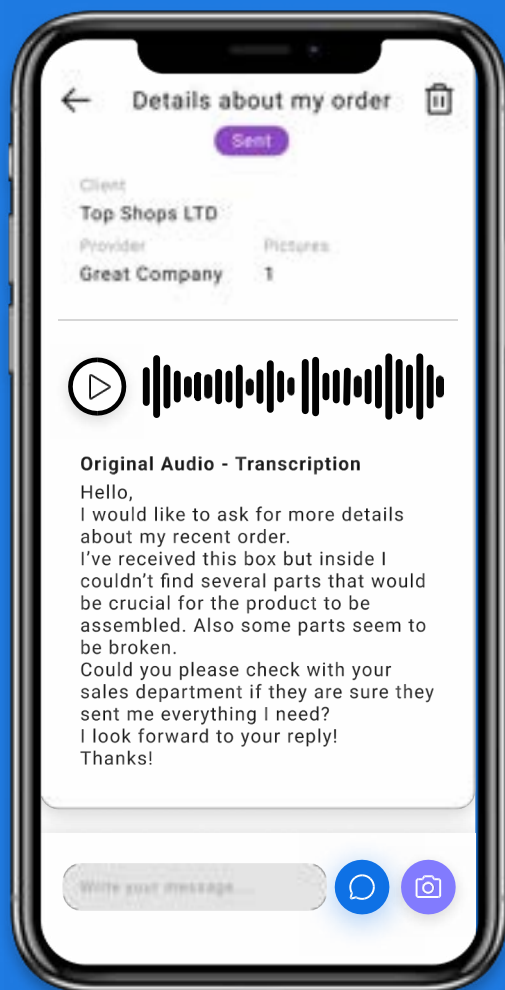 Details about my order
Sent
Client
Top Shops LTD
Provider Pictures
Great Company 1
Original Audio - Transcription
Hello,
I would like to ask for more details
about my recent order.
I’ve received this box but inside I
couldn’t find several parts that would
be crucial for the product to be
assembled. Also some parts seem to
be broken.
Could you please check with your
sales department if they are sure they
sent me everything I need?
I look forward to your reply!
Thanks!
Write your message...